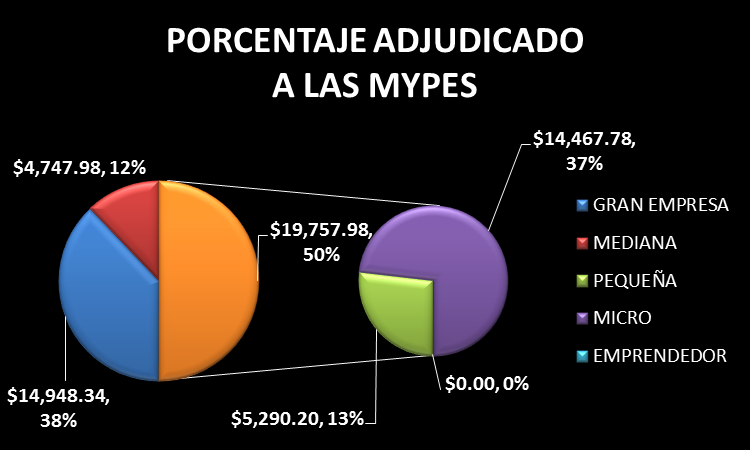 PORCENTAJE ADJUDICADO
A LAS MYPES
$4,747.98, 12%
$14,467.78,
37%
$19,757.98,
50%
GRAN EMPRESA
MEDIANA
PEQUEÑA
MICRO
EMPRENDEDOR
$14,948.34,
38%
$5,290.20, 13%
$0.00, 0%